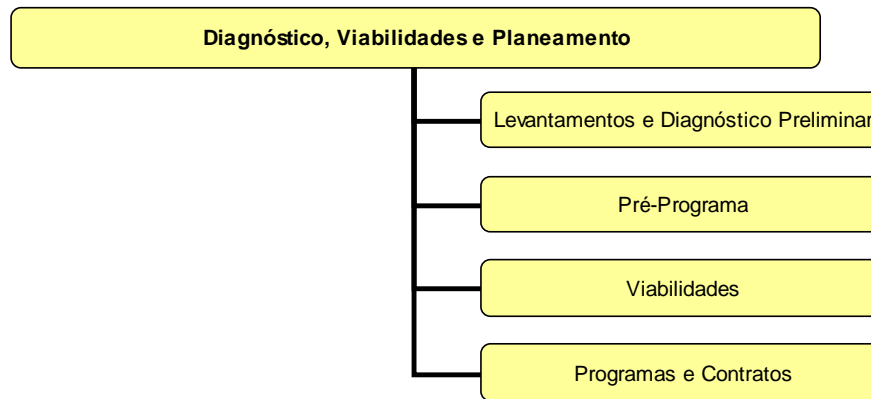 Diagnóstico, Viabilidades e Planeamento
Levantamentos e Diagnóstico Preliminar
Pré-Programa
Viabilidades
Programas e Contratos